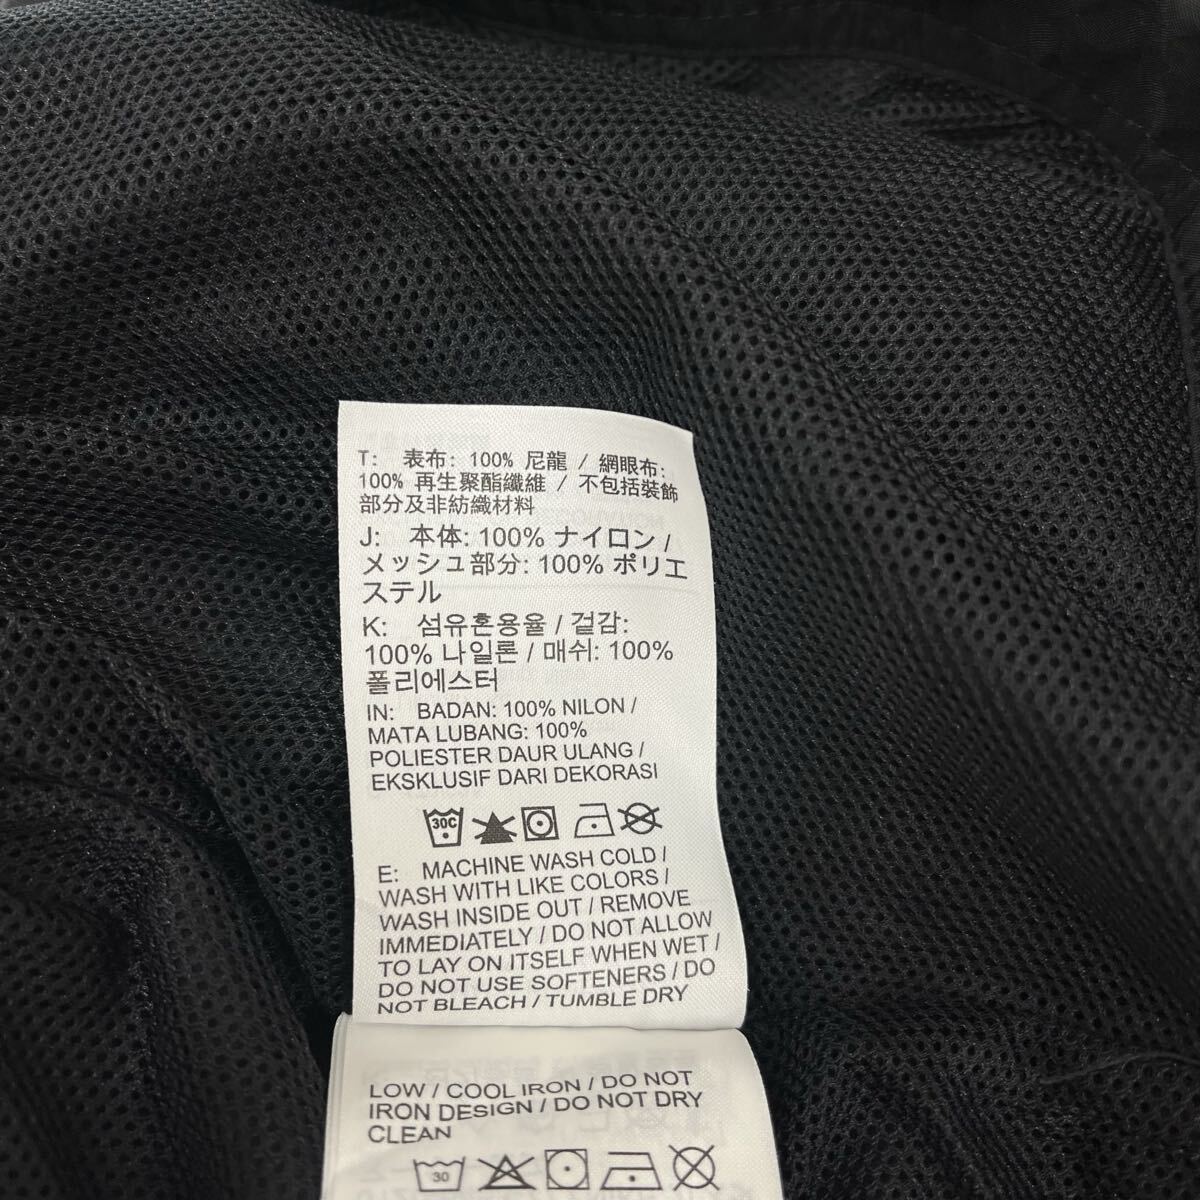 T: 表布: 100% 尼龍 / 網眼布:
100% 再生聚酯纖維 / 不包括裝飾
部分及非紡織材料
J: 本体: 100% ナイロン /
メッシュ部分: 100% ポリエ
ステル
K: 섬유혼용율 / 겉감:
100% 나일론 / 매쉬: 100%
폴리에스터
IN: BADAN: 100% NILON /
MATA LUBANG: 100%
POLIESTER DAUR ULANG /
EKSKLUSIF DARI DEKORASI
30C
E: MACHINE WASH COLD /
WASH WITH LIKE COLORS /
WASH INSIDE OUT / REMOVE
IMMEDIATELY / DO NOT ALLOW
TO LAY ON ITSELF WHEN WET /
DO NOT USE SOFTENERS / DO
NOT BLEACH / TUMBLE DRY
LOW / COOL IRON / DO NOT
IRON DESIGN / DO NOT DRY
CLEAN
30